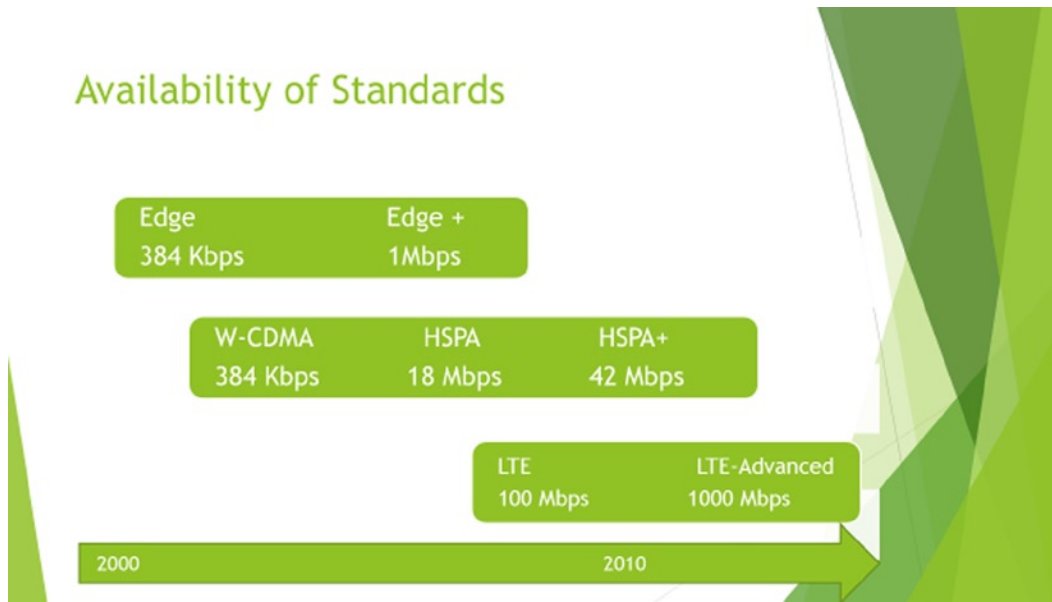 Availability of Standards
Edge Edge +
384 Kbps 1Mbps
W-CDMA HSPA HSPA+
384 Kbps 18 Mbps 42 Mbps
LTE LTE-Advanced
100 Mbps 1000 Mbps
2000 2010